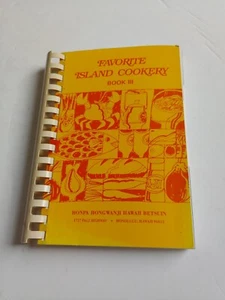 FAVORITE
ISLAND COOKERY
BOOK III
HONPA HONGWANJI HAWAII BETSUIN